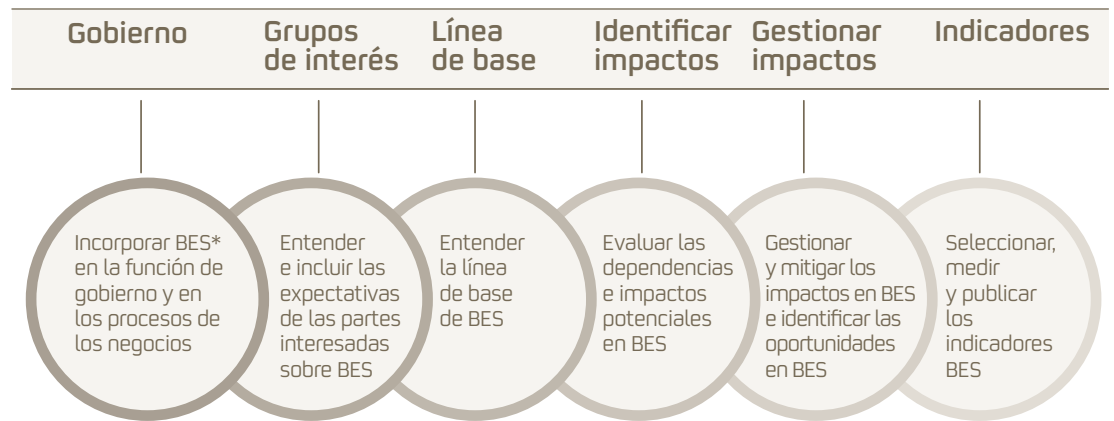 Gobierno
Grupos
de interés
Línea
de base
Identificar
impactos
Gestionar
impactos
Indicadores
Incorporar BES*
en la función de
gobierno y en
los procesos de
los negocios
Entender
e incluir las
expectativas
de las partes
interesadas
sobre BES
Entender
la línea
de base
de BES
Evaluar las
dependencias
e impactos
potenciales
en BES
Gestionar
y mitigar los
impactos en BES
e identificar las
oportunidades
en BES
Seleccionar,
medir
y publicar
los
indicadores
BES